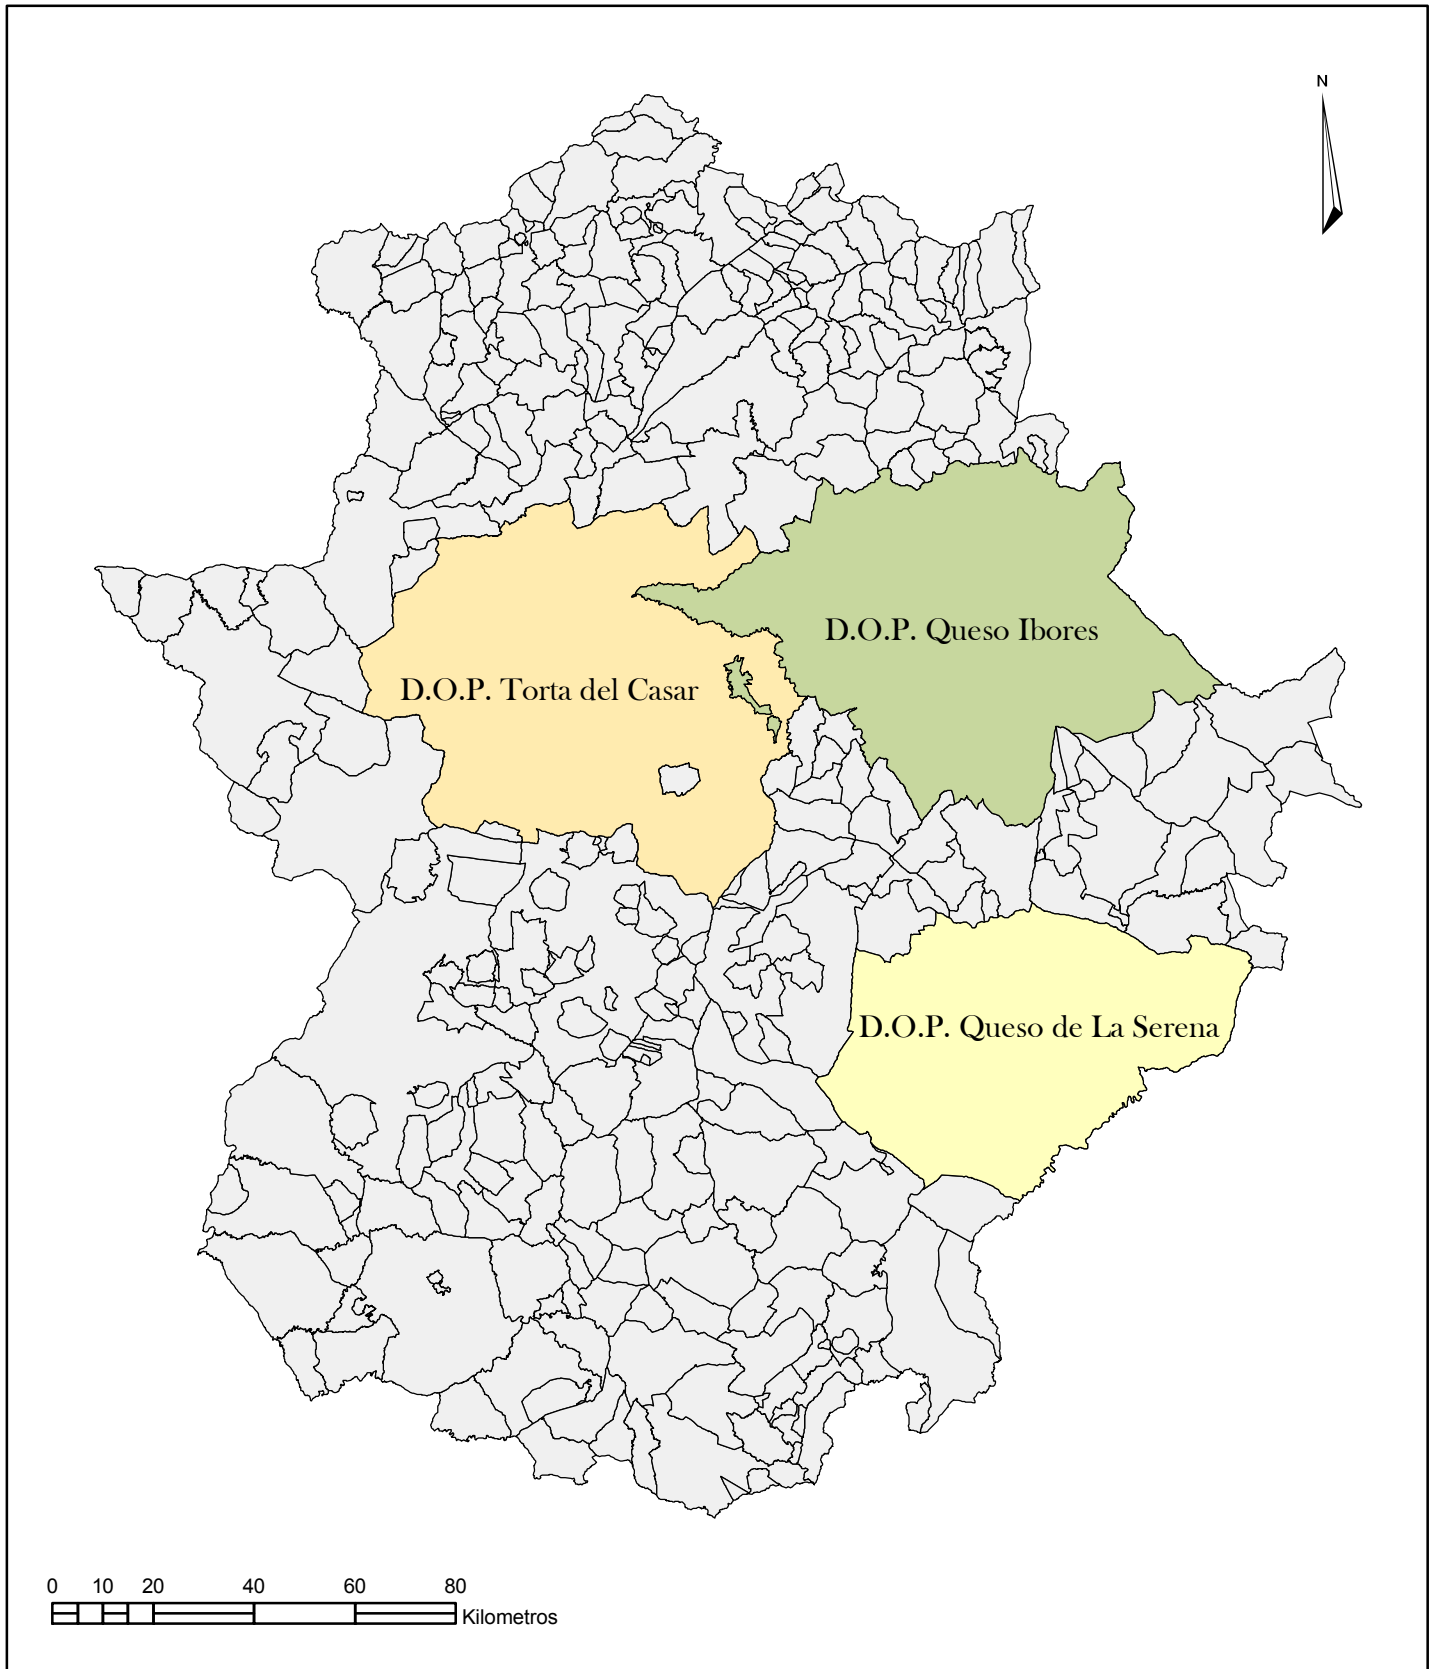 N
D.O.P. Queso Ibores
D.O.P. Torta del Casar
D.O.P. Queso de La Serena
0 10 20 40 60 80
Kilometros